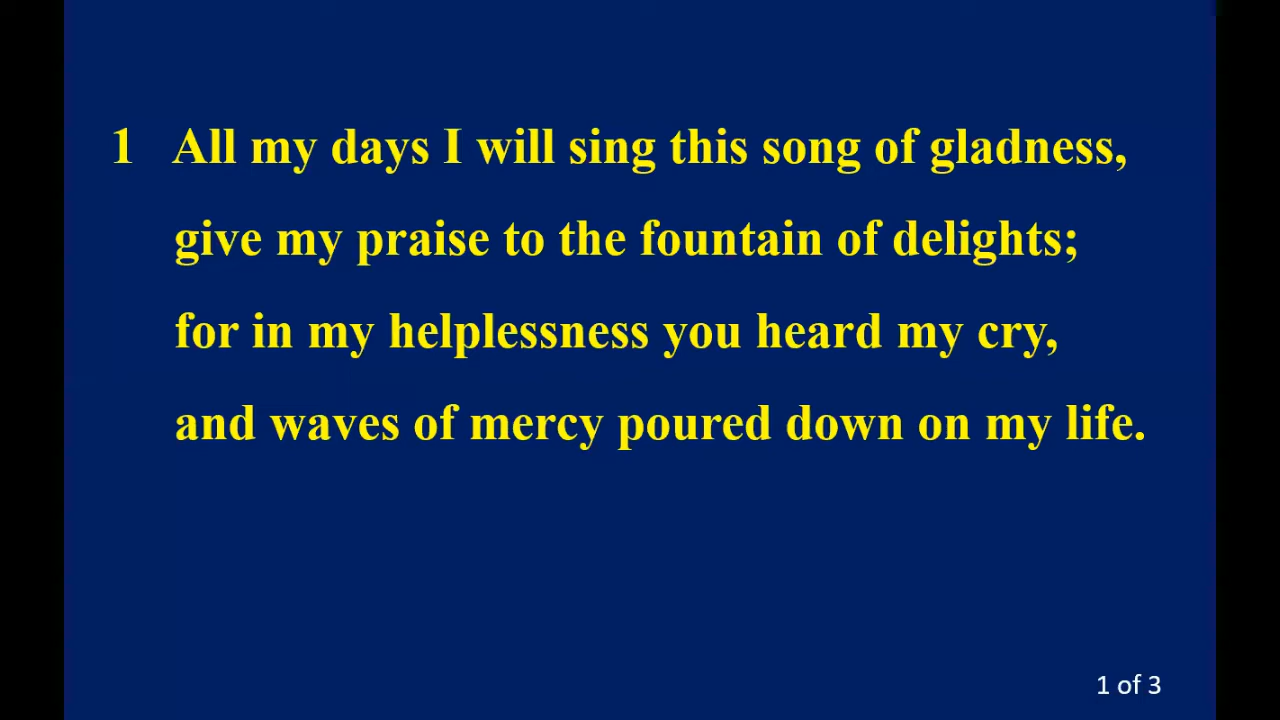 1 All my days I will sing this song of gladness,
give my praise to the fountain of delights;
for in my helplessness you heard my cry,
and waves of mercy poured down on my life.
1 of 3